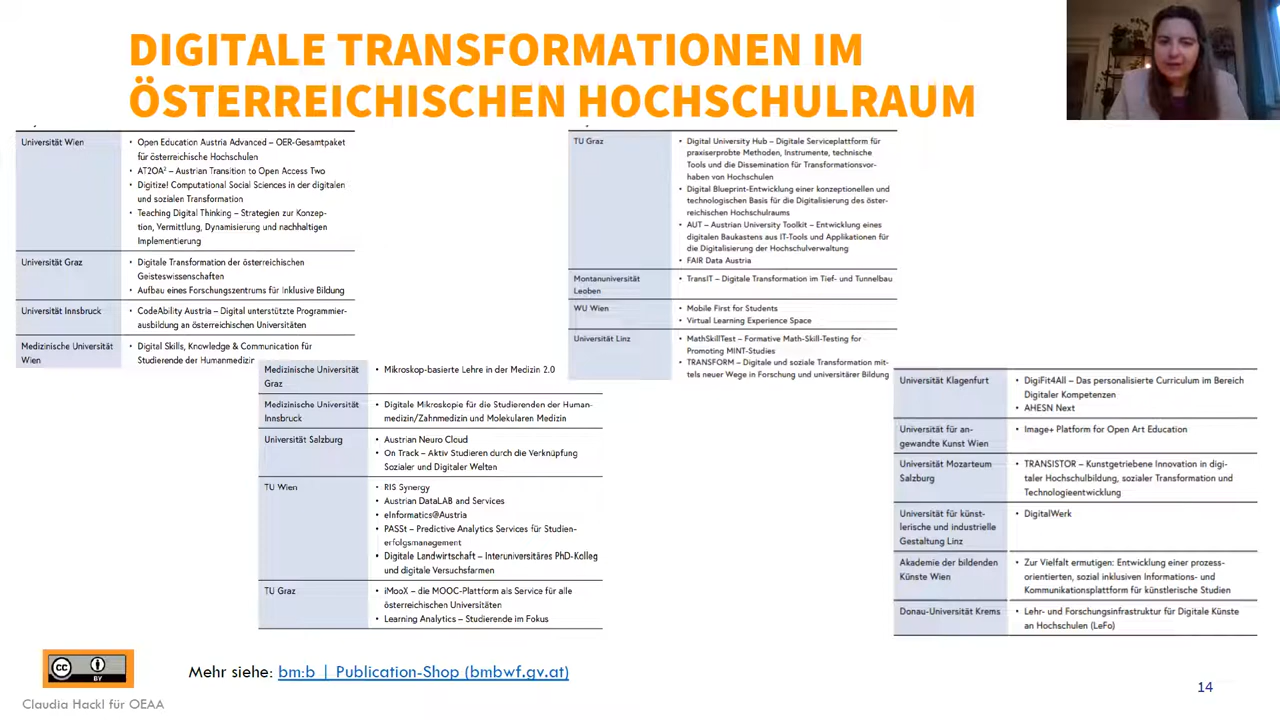 DIGITALE TRANSFORMATIONEN IM
ÖSTERREICHISCHEN HOCHSCHULRAUM
Universität Wien
• Open Education Austria Advanced – OER-Gesamtpaket
für österreichische Hochschulen
• AT2OA² – Austrian Transition to Open Access Two
• Digitize! Computational Social Sciences in der digitalen
und sozialen Transformation
• Teaching Digital Thinking – Strategien zur Konzep-
tion, Vermittlung, Dynamisierung und nachhaltigen
Implementierung
Universität Graz
• Digitale Transformation der österreichischen
Geisteswissenschaften
• Aufbau eines Forschungszentrums für Inklusive Bildung
Universität Innsbruck
• CodeAbility Austria – Digital unterstützte Programmier-
ausbildung an österreichischen Universitäten
Medizinische Universität
Wien
• Digital Skills, Knowledge & Communication für
Studierende der Humanmedizin
Medizinische Universität
Graz
• Mikroskop-basierte Lehre in der Medizin 2.0
Medizinische Universität
Innsbruck
• Digitale Mikroskopie für die Studierenden der Human-
medizin/Zahnmedizin und Molekularen Medizin
Universität Salzburg
• Austrian Neuro Cloud
• On Track – Aktiv Studieren durch die Verknüpfung
Sozialer und Digitaler Welten
TU Wien
• RIS Synergy
• Austrian DataLAB and Services
• eInformatics@Austria
• PASSt – Predictive Analytics Services für Studien-
erfolgsmanagement
• Digitale Landwirtschaft – Interuniversitäres PhD-Kolleg
und digitale Versuchsfarmen
TU Graz
• iMooX – die MOOC-Plattform als Service für alle
österreichischen Universitäten
• Learning Analytics – Studierende im Fokus
TU Graz
• Digital University Hub – Digitale Serviceplattform für
praxiserprobte Methoden, Instrumente, technische
Tools und die Dissemination für Transformationsvor-
haben von Hochschulen
• Digital Blueprint-Entwicklung einer konzeptionellen und
technologischen Basis für die Digitalisierung des öster-
reichischen Hochschulraums
• AUT – Austrian University Toolkit – Entwicklung eines
digitalen Baukastens aus IT-Tools und Applikationen für
die Digitalisierung der Hochschulverwaltung
• FAIR Data Austria
Montanuniversität
Leoben
• TransIT – Digitale Transformation im Tief- und Tunnelbau
WU Wien
• Mobile First for Students
• Virtual Learning Experience Space
Universität Linz
• MathSkillTest – Formative Math-Skill-Testing for
Promoting MINT-Studies
• TRANSFORM – Digitale und soziale Transformation mit-
tels neuer Wege in Forschung und universitärer Bildung
Universität Klagenfurt
• DigiFit4All – Das personalisierte Curriculum im Bereich
Digitaler Kompetenzen
• AHESN Next
Universität für an-
gewandte Kunst Wien
• Image+ Platform for Open Art Education
Universität Mozarteum
Salzburg
• TRANSISTOR – Kunstgetriebene Innovation in digi-
taler Hochschulbildung, sozialer Transformation und
Technologieentwicklung
Universität für künst-
lerische und industrielle
Gestaltung Linz
• DigitalWerk
Akademie der bildenden
Künste Wien
• Zur Vielfalt ermutigen: Entwicklung einer prozess-
orientierten, sozial inklusiven Informations- und
Kommunikationsplattform für künstlerische Studien
Donau-Universität Krems
• Lehr- und Forschungsinfrastruktur für Digitale Künste
an Hochschulen (LeFo)
cc
BY
Mehr siehe: bm:b | Publication-Shop (bmbwf.gv.at)
14
Claudia Hackl für OEAA